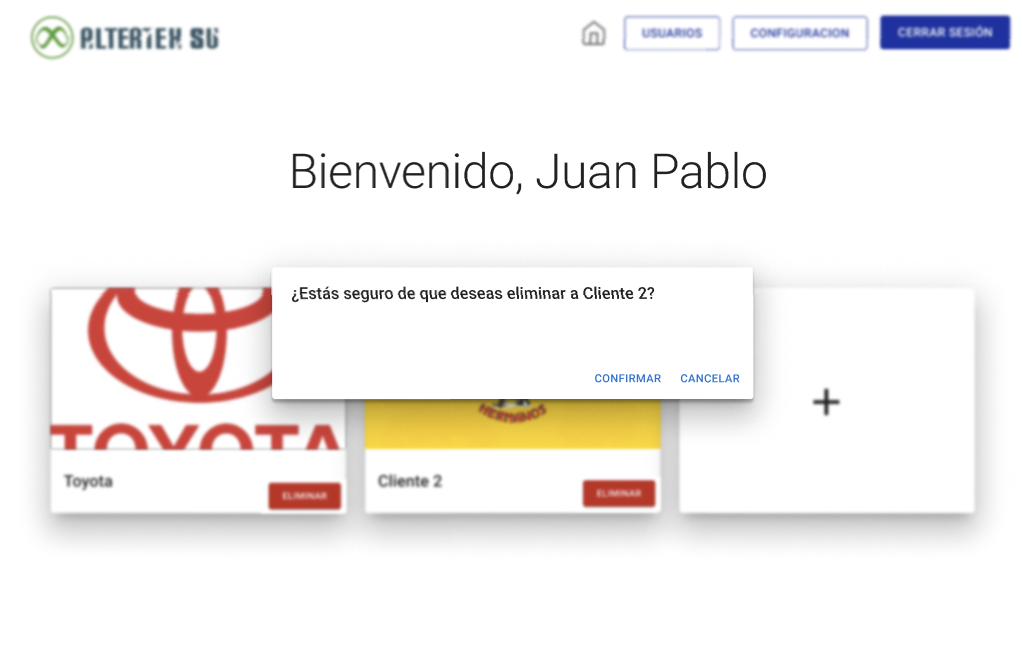 ALTERTEK SU
USUARIOS
CONFIGURACION
CERRAR SESIÓN
Bienvenido, Juan Pablo
¿Estás seguro de que deseas eliminar a Cliente 2?
CONFIRMAR CANCELAR
HERMANOS
TOYOTA
Toyota
ELIMINAR
Cliente 2
ELIMINAR
+